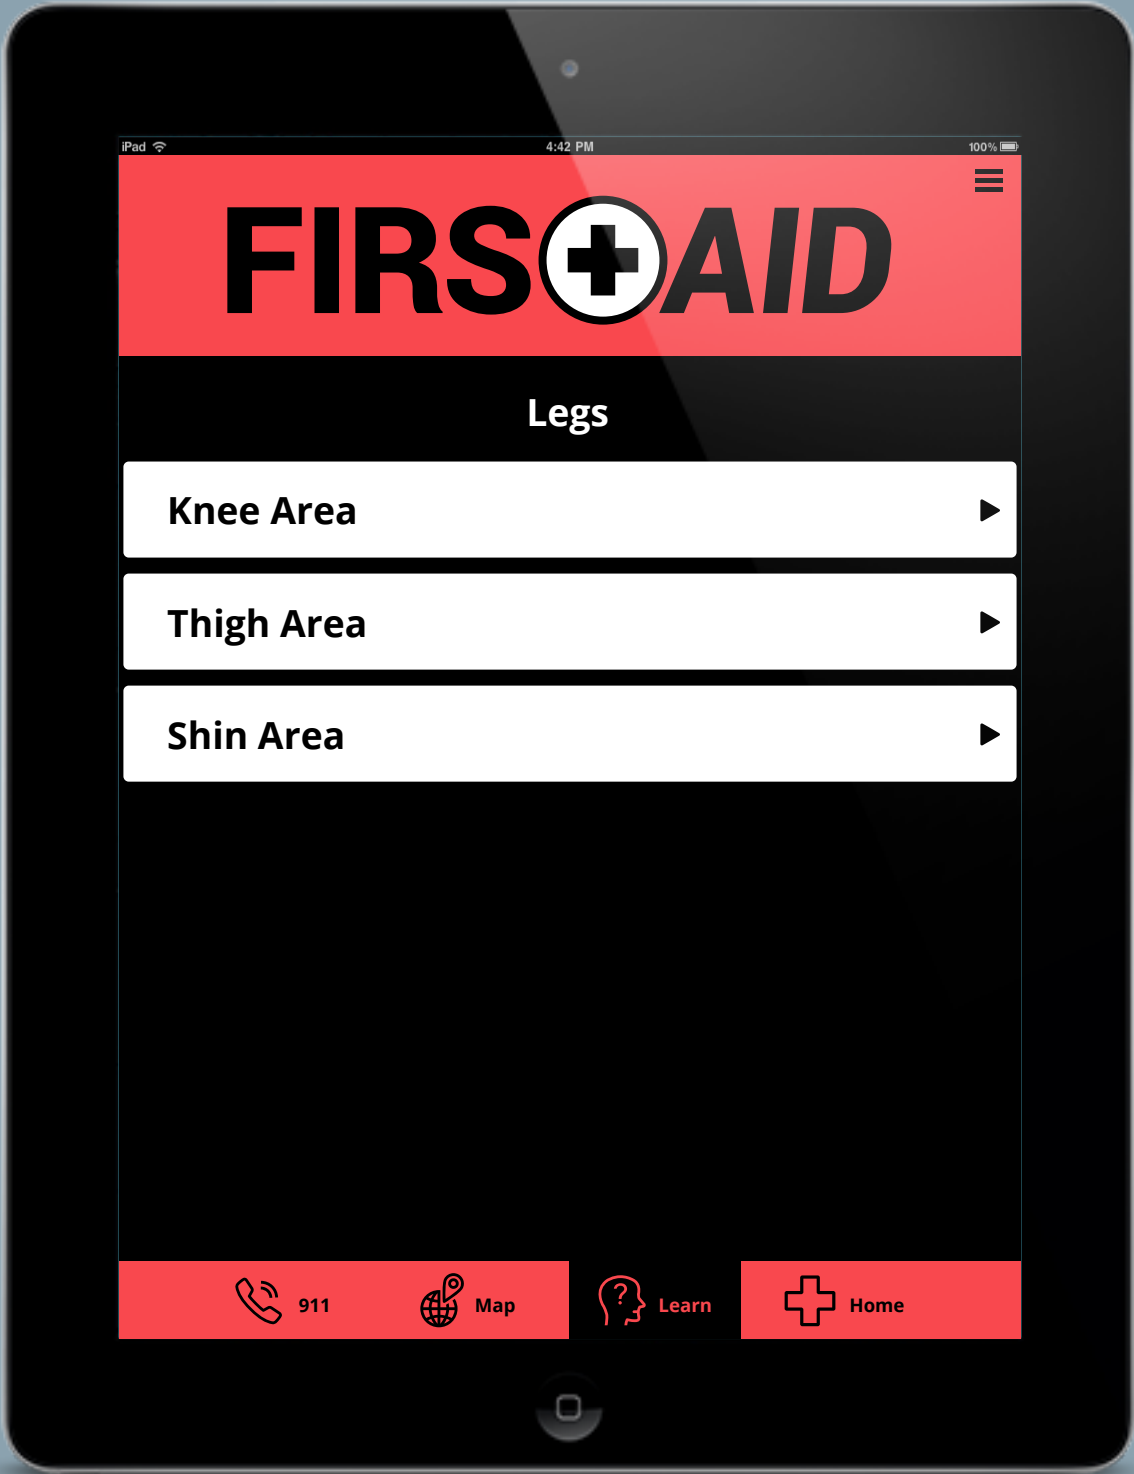 iPad 4:42 PM 100%
FIRS+AID
Legs
Knee Area
Thigh Area
Shin Area
911 Map Learn Home